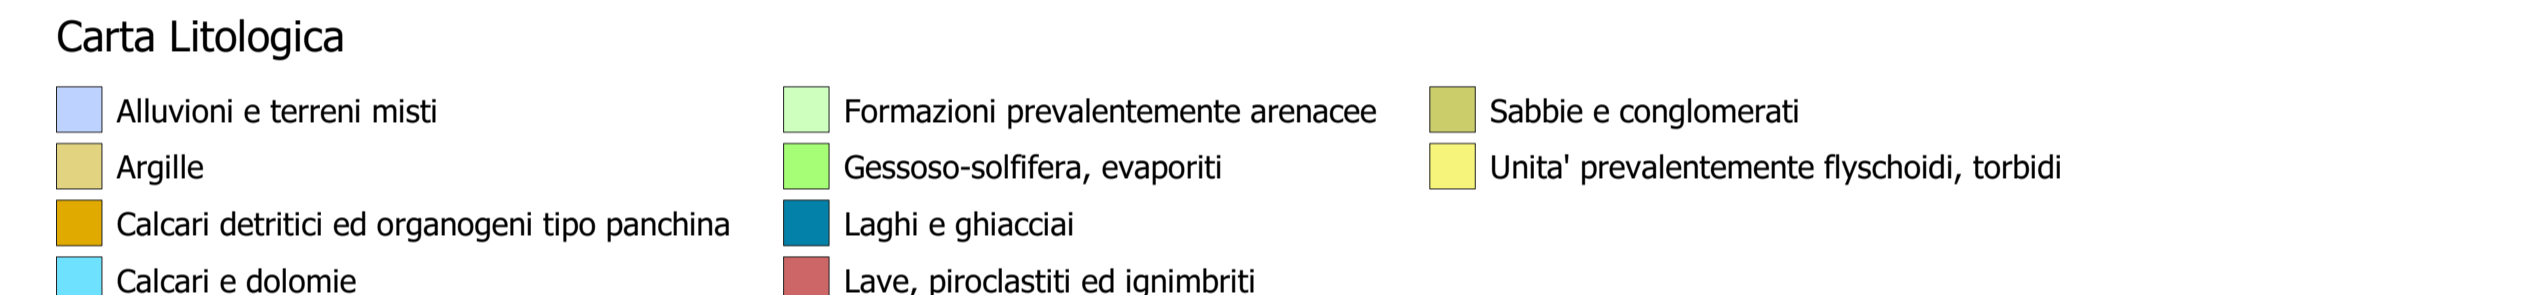 Carta Litologica
Alluvioni e terreni misti
Argille
Calcari detritici ed organogeni tipo panchina
Calcari e dolomie
Formazioni prevalentemente arenacee
Gessoso-solfifera, evaporiti
Laghi e ghiacciai
Lave, piroclastiti ed ignimbriti
Sabbie e conglomerati
Unita' prevalentemente flyschoidi, torbidi